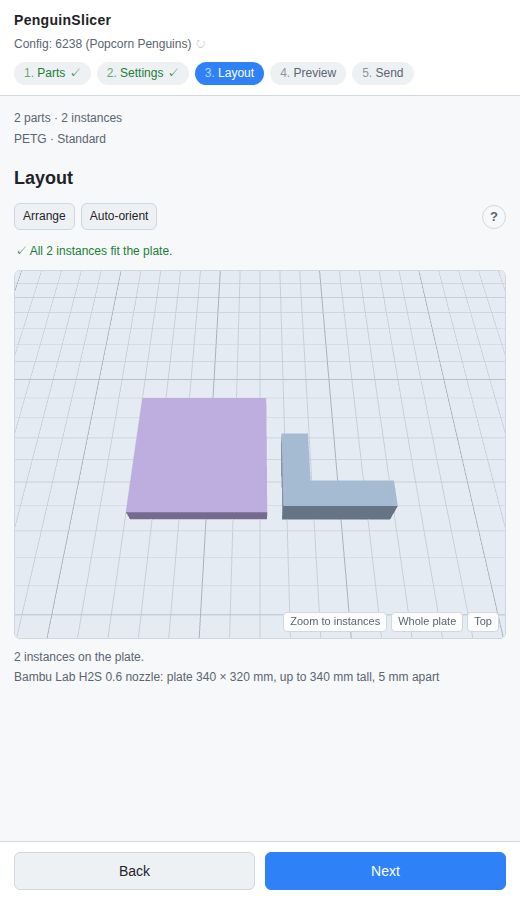 PenguinSlicer
Config: 6238 (Popcorn Penguins)
1. Parts ✓ 2. Settings ✓ 3. Layout 4. Preview 5. Send
2 parts · 2 instances
PETG · Standard
Layout
Arrange Auto-orient ?
✓ All 2 instances fit the plate.
Zoom to instances Whole plate Top
2 instances on the plate.
Bambu Lab H2S 0.6 nozzle: plate 340 × 320 mm, up to 340 mm tall, 5 mm apart
Back Next